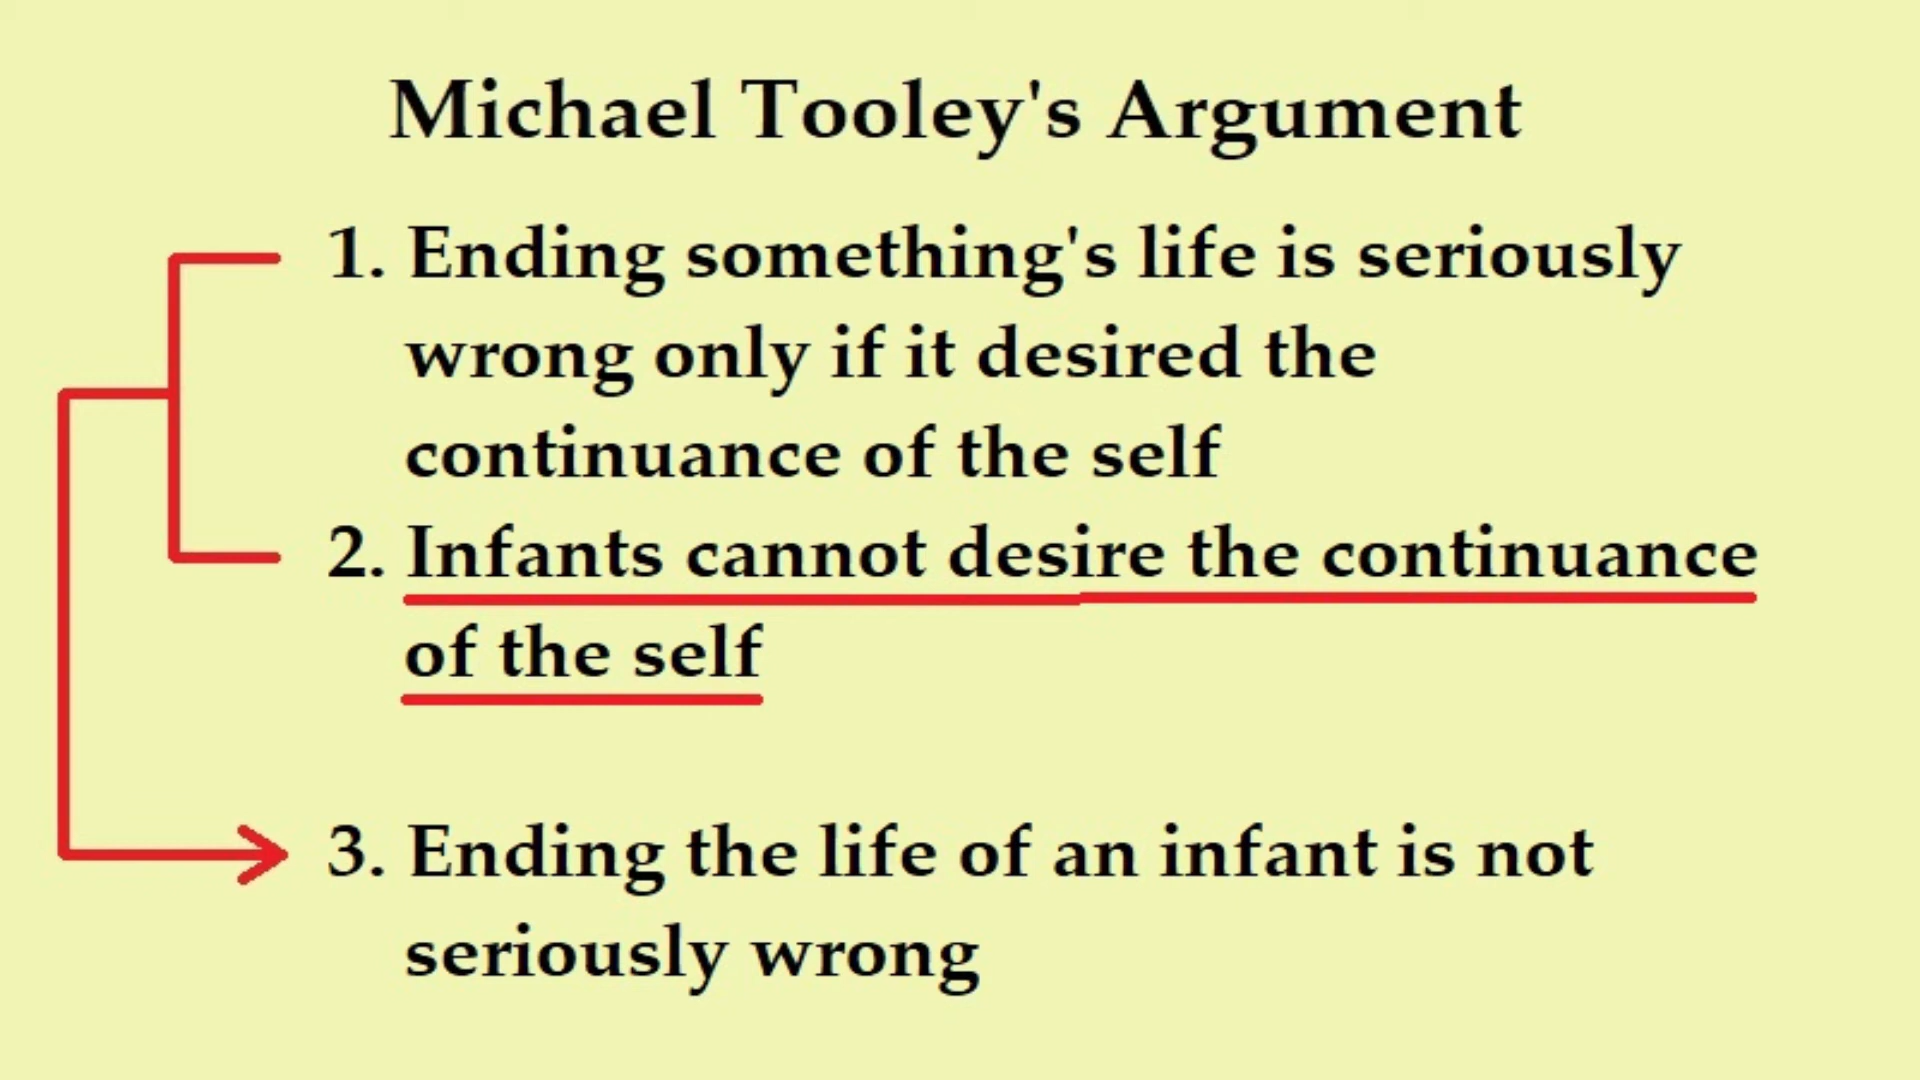 Michael Tooley's Argument
1. Ending something's life is seriously
wrong only if it desired the
continuance of the self
2. Infants cannot desire the continuance
of the self
3. Ending the life of an infant is not
seriously wrong